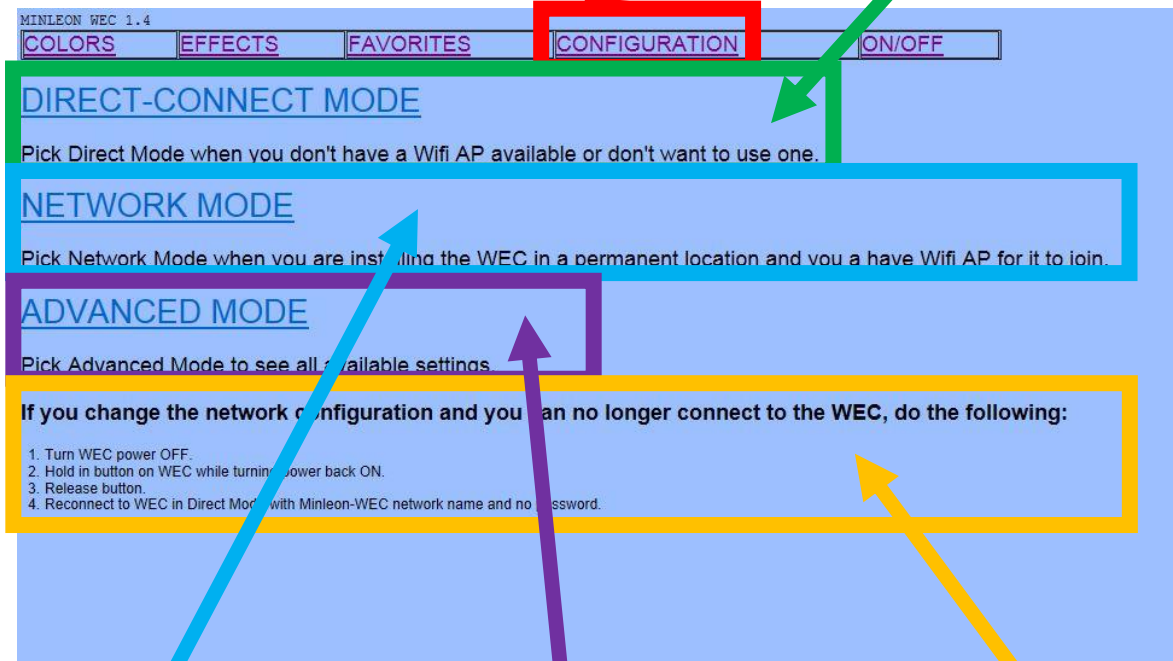 MINLEON WEC 1.4
COLORS EFFECTS FAVORITES CONFIGURATION ON/OFF
DIRECT-CONNECT MODE
Pick Direct Mode when you don't have a Wifi AP available or don't want to use one.
NETWORK MODE
Pick Network Mode when you are installing the WEC in a permanent location and you a have Wifi AP for it to join.
ADVANCED MODE
Pick Advanced Mode to see all available settings.
If you change the network configuration and you can no longer connect to the WEC, do the following:
1. Turn WEC power OFF.
2. Hold in button on WEC while turning power back ON.
3. Release button.
4. Reconnect to WEC in Direct Mode with Minleon-WEC network name and no password.